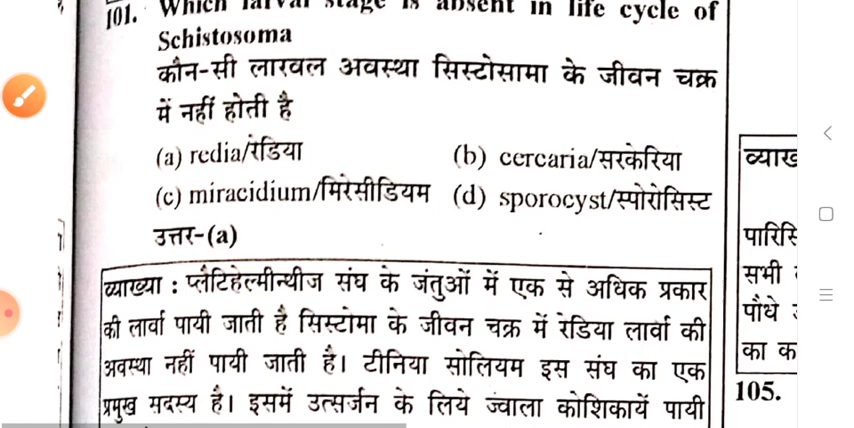 101. Which larval stage is absent in life cycle of
Schistosoma
कौन-सी लारवल अवस्था सिस्टोसामा के जीवन चक्र
में नहीं होती है
(a) redia/रेडिया (b) cercaria/सरकेरिया
(c) miracidium/मिरेसीडियम (d) sporocyst/स्पोरोसिस्ट
उत्तर-(a)
व्याख्या : प्लैटिहेल्मीन्थीज संघ के जंतुओं में एक से अधिक प्रकार
की लार्वा पायी जाती है सिस्टोमा के जीवन चक्र में रेडिया लार्वा की
अवस्था नहीं पायी जाती है। टीनिया सोलियम इस संघ का एक
प्रमुख सदस्य है। इसमें उत्सर्जन के लिये ज्वाला कोशिकायें पायी
व्याख
पारिस्
सभी
पौधे
का क
105.